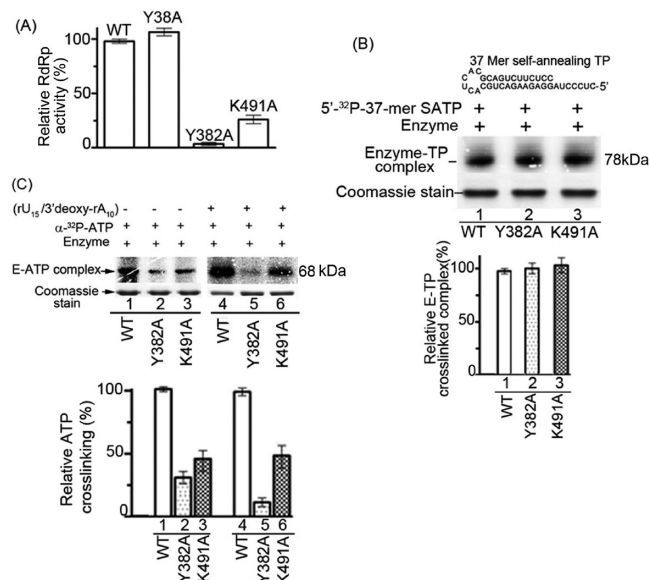 (A)
WT
Y38A
Y382A
K491A
100
50
0
Relative RdRp
activity (%)
(B)
37 Mer self-annealing TP
C A C GCAGUCUUCUCC
U C A CGUCAGAAGAGGAUCCCUC-5'
5'-32P-37-mer SATP + + +
Enzyme + + +
Enzyme-TP
complex
78kDa
Coomassie stain
1 2 3
WT Y382A K491A
Relative E-TP
crosslinked complex(%)
100
50
1 2 3
WT
Y382A
K491A
(C)
(rU15/3'deoxy-rA10) - - - + + +
α-32P-ATP + + + + + +
Enzyme + + + + + +
E-ATP complex
68 kDa
Coomassie
stain
1 2 3 4 5 6
WT
Y382A
K491A
WT
Y382A
K491A
Relative ATP
crosslinking (%)
100
50
0
1 2 3 4 5 6
WT
Y382A
K491A
WT
Y382A
K491A